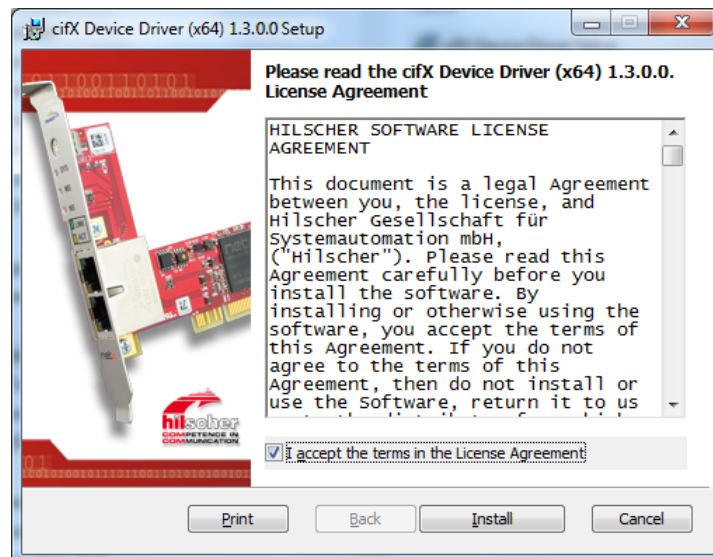 cifX Device Driver (x64) 1.3.0.0 Setup
Please read the cifX Device Driver (x64) 1.3.0.0.
License Agreement
HILSCHER SOFTWARE LICENSE
AGREEMENT
This document is a legal Agreement
between you, the license, and
Hilscher Gesellschaft für
Systemautomation mbH,
("Hilscher"). Please read this
Agreement carefully before you
install the software. By
installing or otherwise using the
software, you accept the terms of
this Agreement. If you do not
agree to the terms of this
Agreement, then do not install or
use the Software, return it to us
I accept the terms in the License Agreement
hilscher
COMPETENCE IN
COMMUNICATION
Print
Back
Install
Cancel